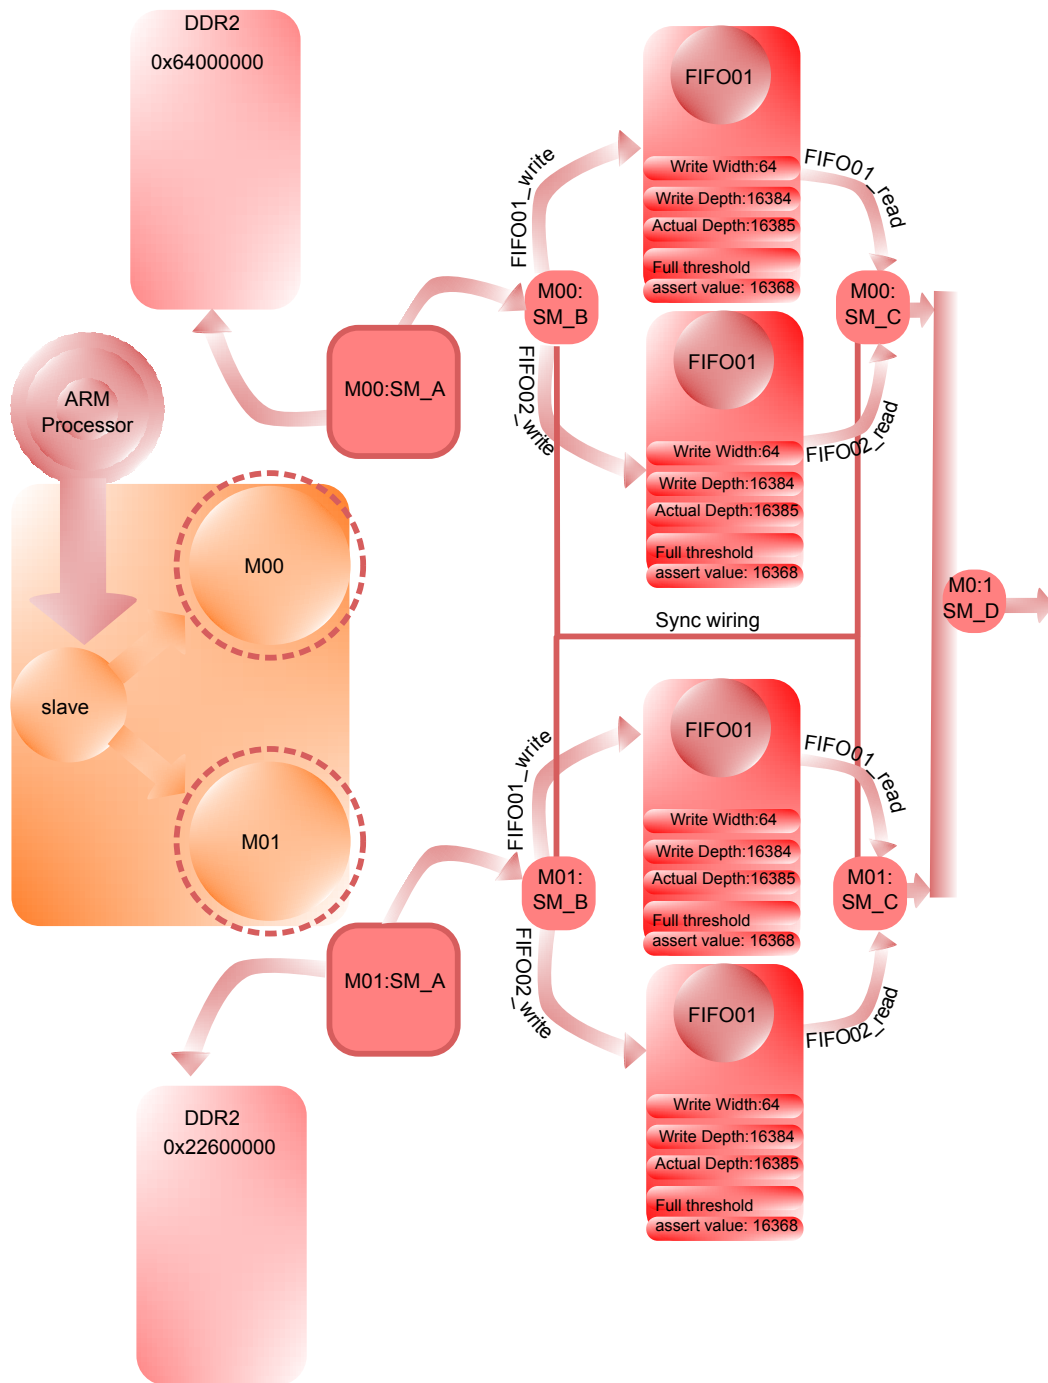 DDR2
0x64000000
FIFO01
FIFO01_write
Write Width:64
Write Depth:16384
Actual Depth:16385
Full threshold
assert value: 16368
FIFO01_read
M00:
SM_B
M00:
SM_C
M00:SM_A
ARM
Processor
FIFO01
FIFO02_write
Write Width:64
Write Depth:16384
Actual Depth:16385
Full threshold
assert value: 16368
FIFO02_read
M00
M0:1
SM_D
Sync wiring
slave
M01
FIFO01
FIFO01_write
Write Width:64
Write Depth:16384
Actual Depth:16385
Full threshold
assert value: 16368
FIFO01_read
M01:
SM_B
M01:
SM_C
M01:SM_A
FIFO01
FIFO02_write
Write Width:64
Write Depth:16384
Actual Depth:16385
Full threshold
assert value: 16368
FIFO02_read
DDR2
0x22600000